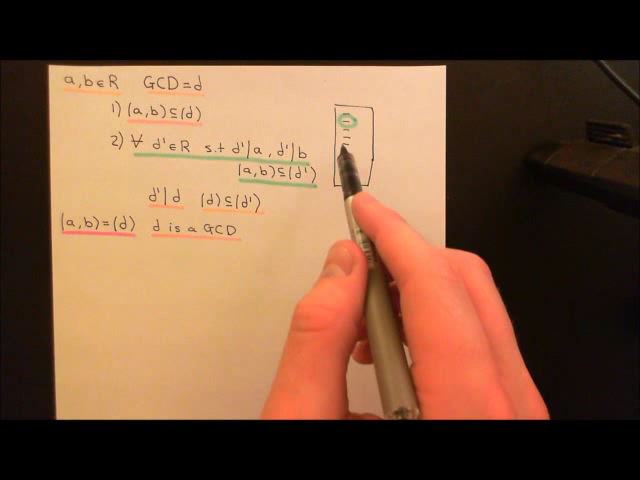 a,b∈R GCD=d
1) (a,b)⊆(d)
2) ∀ d'∈R s.t d'|a, d'|b
(a,b)⊆(d')
d'|d (d)⊆(d')
(a,b)=(d) d is a GCD